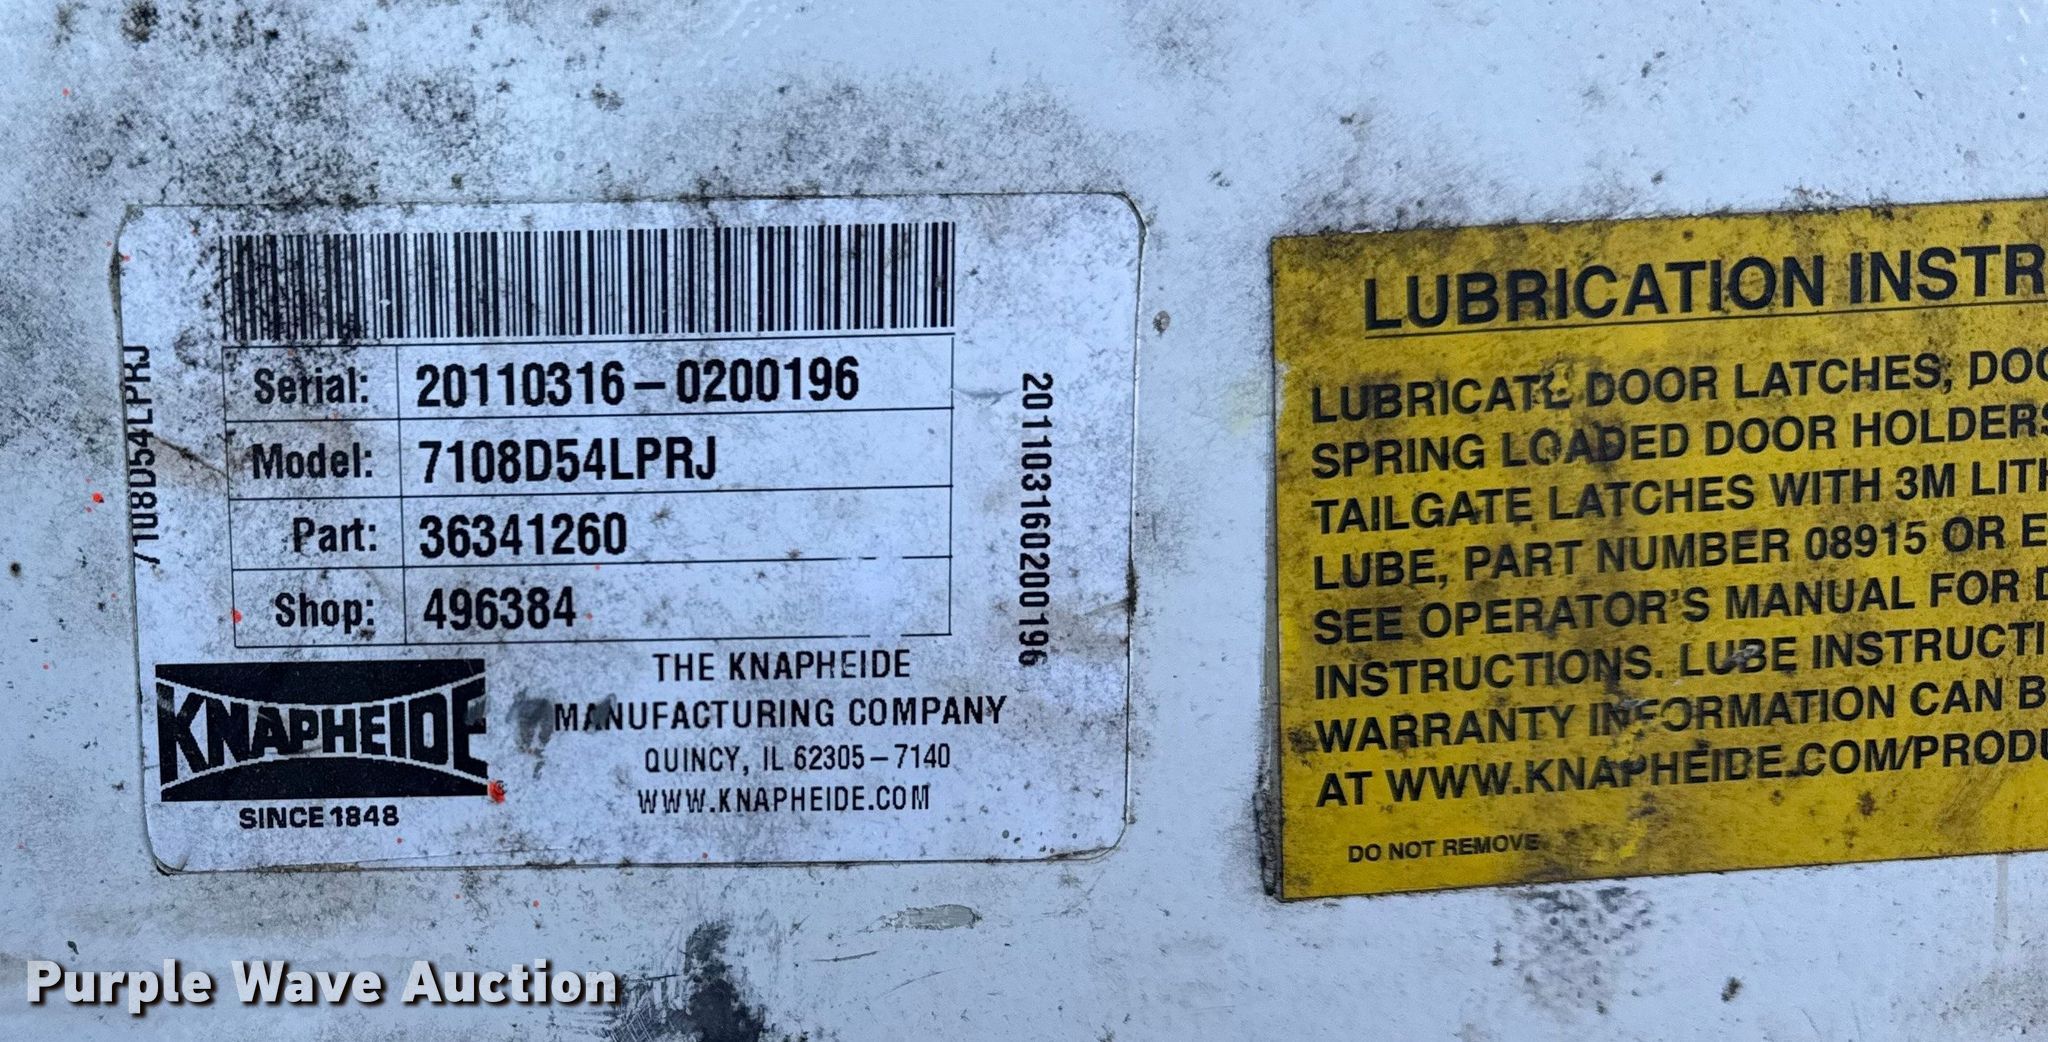 7108D54LPRJ
Serial: 20110316-0200196
Model: 7108D54LPRJ
Part: 36341260
Shop: 496384
201103160200196
KNAPHEIDE
SINCE 1848
THE KNAPHEIDE
MANUFACTURING COMPANY
QUINCY, IL 62305-7140
WWW.KNAPHEIDE.COM
LUBRICATION INSTR
LUBRICATE DOOR LATCHES, DOO
SPRING LOADED DOOR HOLDERS
TAILGATE LATCHES WITH 3M LITH
LUBE, PART NUMBER 08915 OR E
SEE OPERATOR'S MANUAL FOR D
INSTRUCTIONS. LUBE INSTRUCTI
WARRANTY INFORMATION CAN B
AT WWW.KNAPHEIDE.COM/PRODU
DO NOT REMOVE
Purple Wave Auction